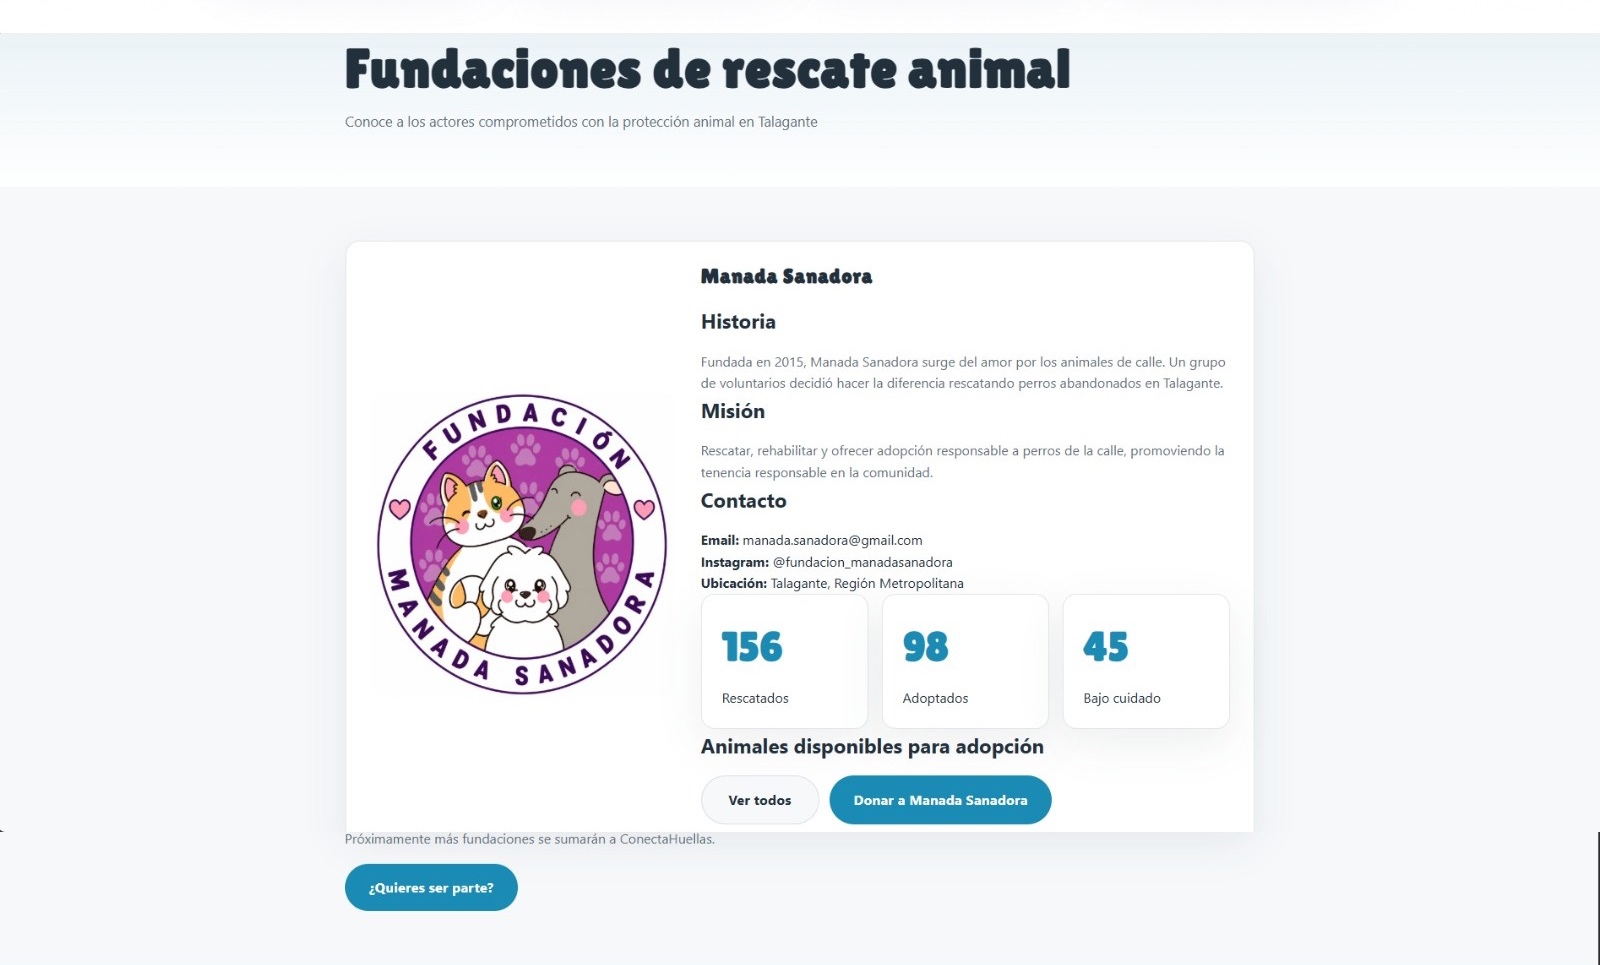 Fundaciones de rescate animal
Conoce a los actores comprometidos con la protección animal en Talagante
FUNDACIÓN
MANADA SANADORA
Manada Sanadora
Historia
Fundada en 2015, Manada Sanadora surge del amor por los animales de calle. Un grupo
de voluntarios decidió hacer la diferencia rescatando perros abandonados en Talagante.
Misión
Rescatar, rehabilitar y ofrecer adopción responsable a perros de la calle, promoviendo la
tenencia responsable en la comunidad.
Contacto
Email: manada.sanadora@gmail.com
Instagram: @fundacion_manadasanadora
Ubicación: Talagante, Región Metropolitana
156 98 45
Rescatados Adoptados Bajo cuidado
Animales disponibles para adopción
Ver todos Donar a Manada Sanadora
Próximamente más fundaciones se sumarán a ConectaHuellas.
¿Quieres ser parte?